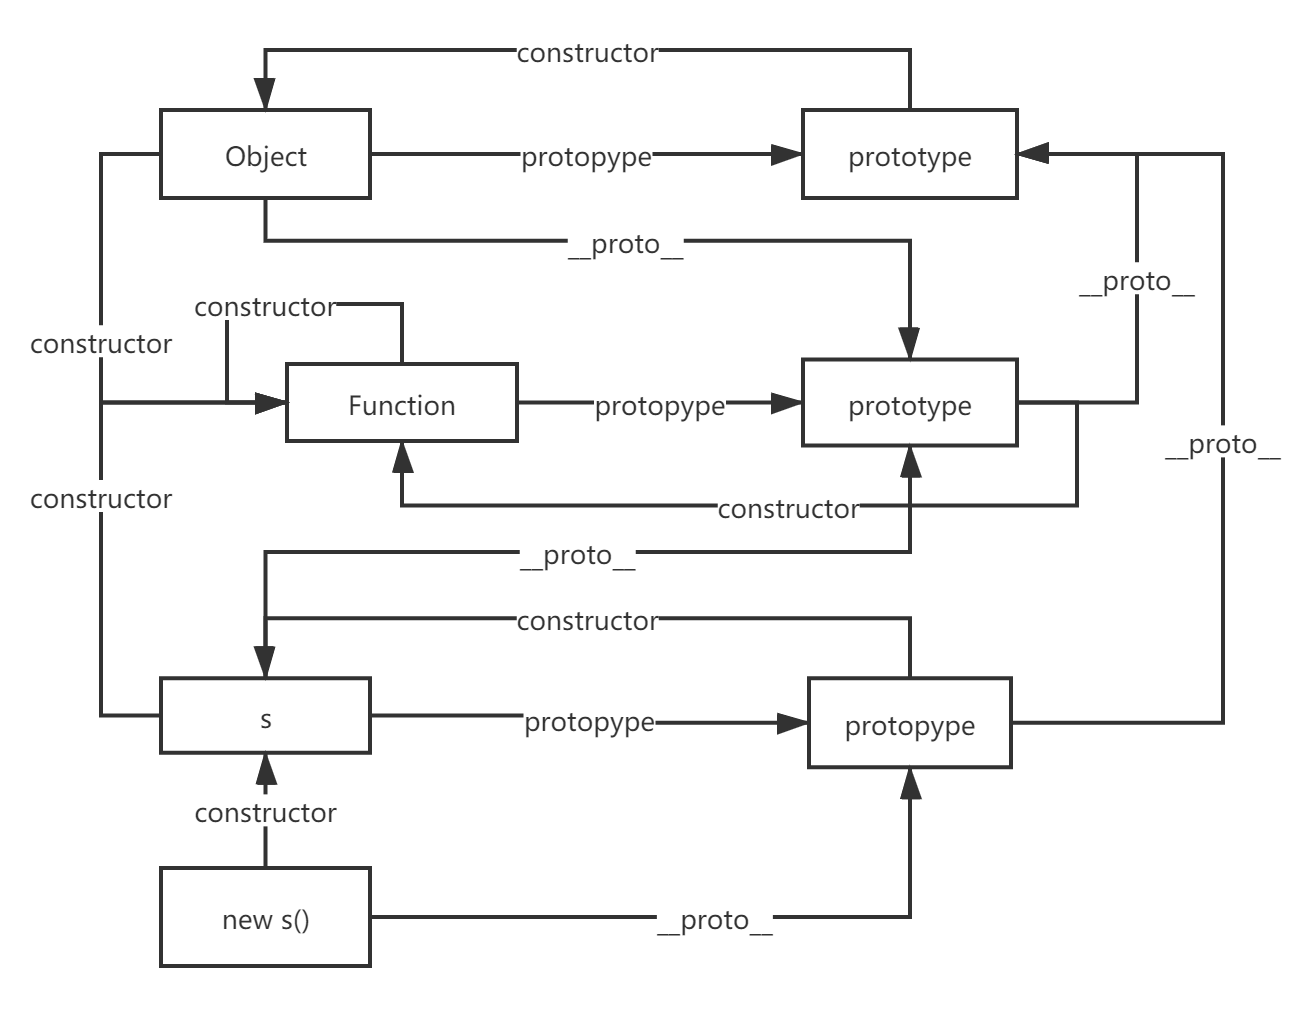 constructor
Object
protopype
prototype
__proto__
__proto__
constructor
constructor
Function
protopype
prototype
__proto__
constructor
constructor
__proto__
constructor
s
protopype
protopype
constructor
new s()
__proto__